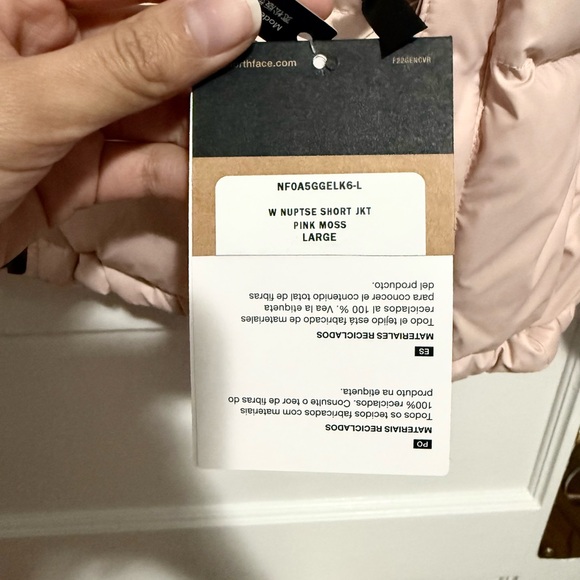 rthface.com
NF0A5GGELK6-L
W NUPTSE SHORT JKT
PINK MOSS
LARGE
PO
MATERIAIS RECICLADOS
Todos os tecidos fabricados com materiais
100% reciclados. Consulte o teor de fibras do
produto na etiqueta.
ES
MATERIALES RECICLADOS
Todo el tejido está fabricado de materiales
reciclados al 100 %. Vea la etiqueta
para conocer el contenido total de fibras
del producto.